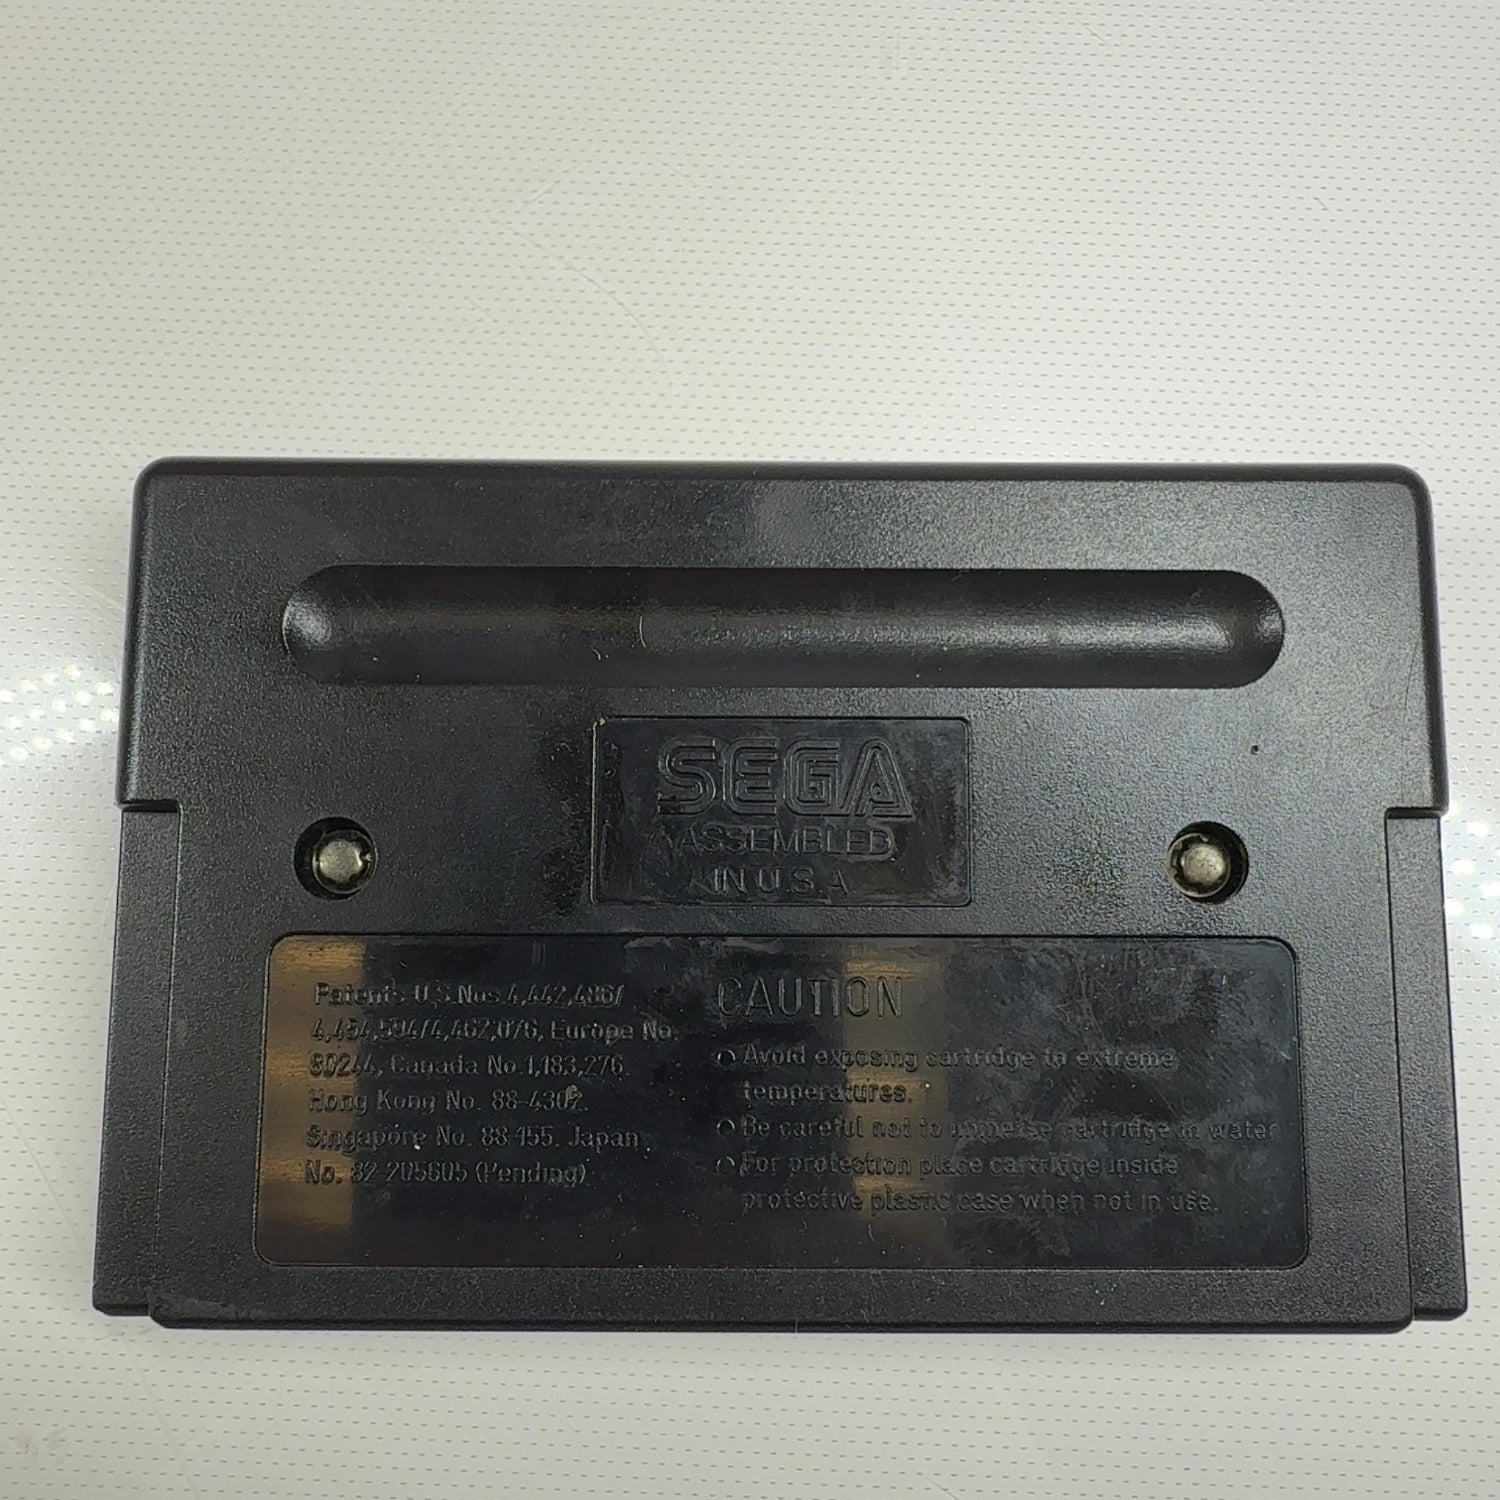 SEGA
ASSEMBLED
IN U.S.A
Patents U.S.Nos.4,442,486/
4,454,594/4,462,076, Europe No.
80244, Canada No.1,183,276,
Hong Kong No. 88-4302,
Singapore No. 88-155, Japan
No. 82-205605 (Pending)
CAUTION
Avoid exposing cartridge to extreme
temperatures.
Be careful not to immerse cartridge in water
For protection place cartridge inside
protective plastic case when not in use.